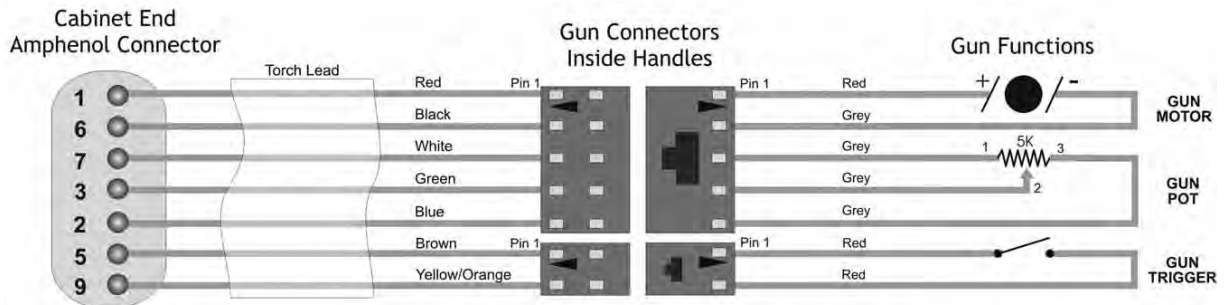 Cabinet End
Amphenol Connector
Gun Connectors
Inside Handles
Gun Functions
Torch Lead
1
6
7
3
2
5
9
Red
Black
White
Green
Blue
Brown
Yellow/Orange
Pin 1
Pin 1
Pin 1
Pin 1
Red
Grey
Grey
Grey
Grey
Red
Red
+
-
1
5K
3
2
GUN
MOTOR
GUN
POT
GUN
TRIGGER